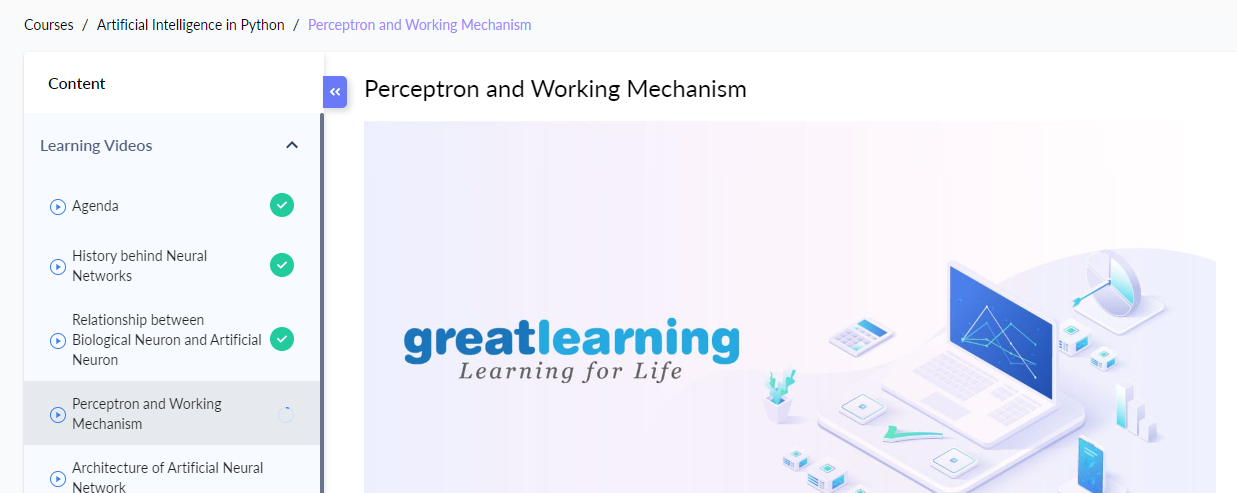 Courses / Artificial Intelligence in Python / Perceptron and Working Mechanism
Content
Perceptron and Working Mechanism
Learning Videos
Agenda
History behind Neural
Networks
Relationship between
Biological Neuron and Artificial
Neuron
Perceptron and Working
Mechanism
Architecture of Artificial Neural
Network
greatlearning
Learning for Life